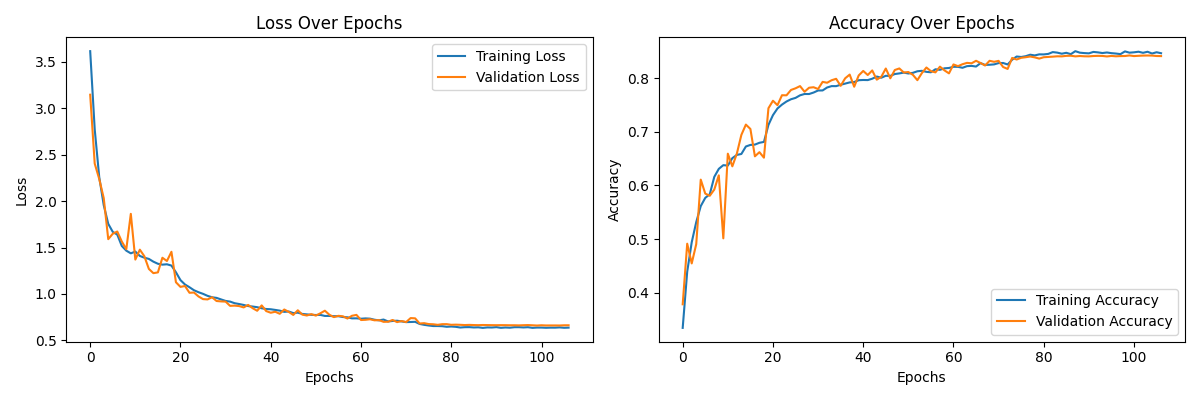 Loss Over Epochs
3.5
3.0
2.5
2.0
1.5
1.0
0.5
Loss
Training Loss
Validation Loss
0 20 40 60 80 100
Epochs
Accuracy Over Epochs
0.8
0.7
0.6
0.5
0.4
Accuracy
Training Accuracy
Validation Accuracy
0 20 40 60 80 100
Epochs